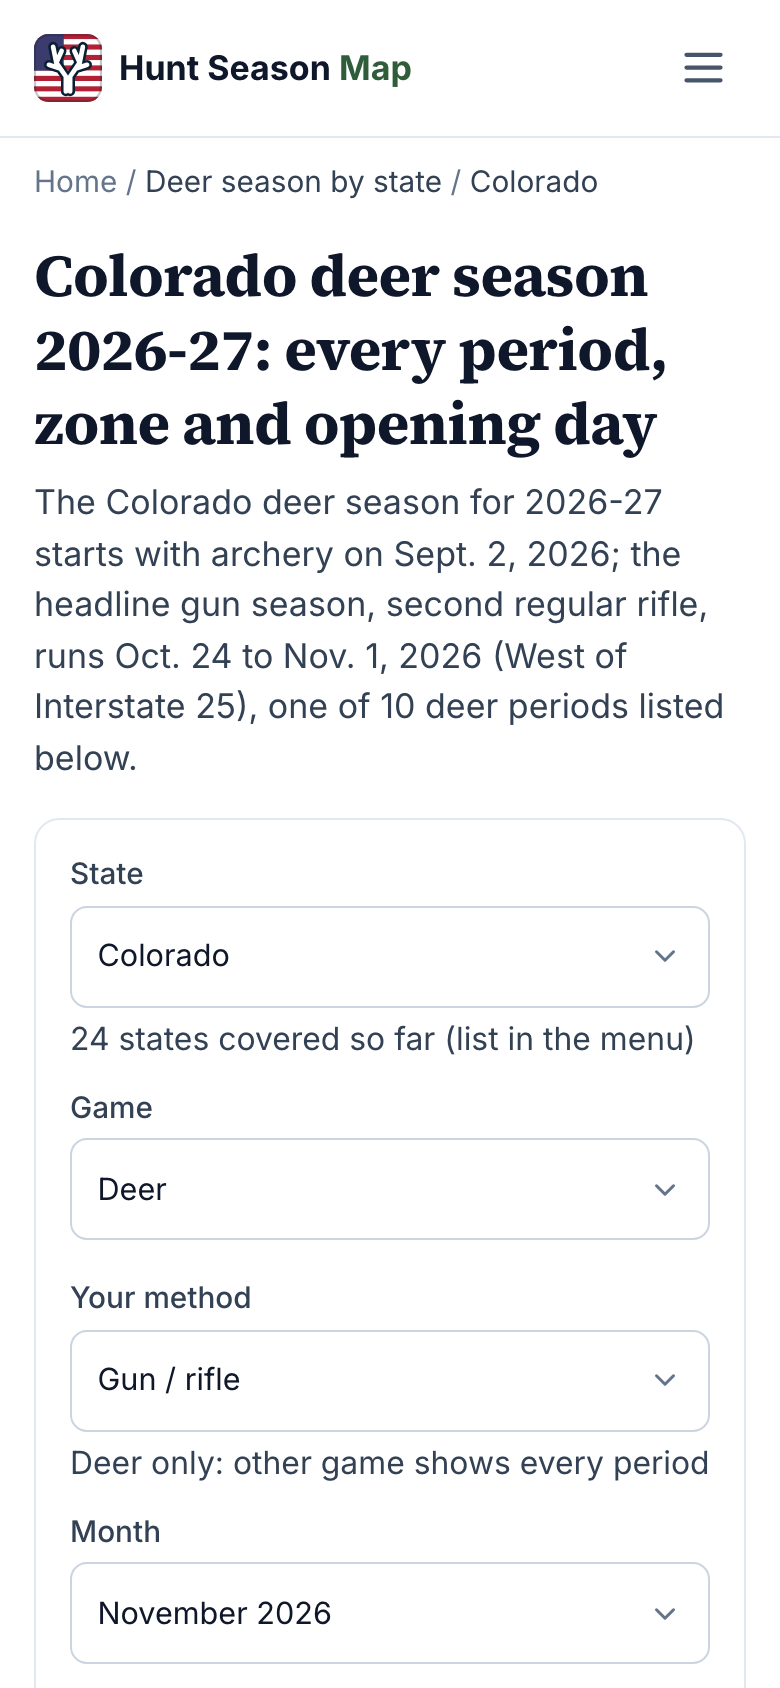 Hunt Season Map
Home / Deer season by state / Colorado
Colorado deer season
2026-27: every period,
zone and opening day
The Colorado deer season for 2026-27
starts with archery on Sept. 2, 2026; the
headline gun season, second regular rifle,
runs Oct. 24 to Nov. 1, 2026 (West of
Interstate 25), one of 10 deer periods listed
below.
State
Colorado
24 states covered so far (list in the menu)
Game
Deer
Your method
Gun / rifle
Deer only: other game shows every period
Month
November 2026